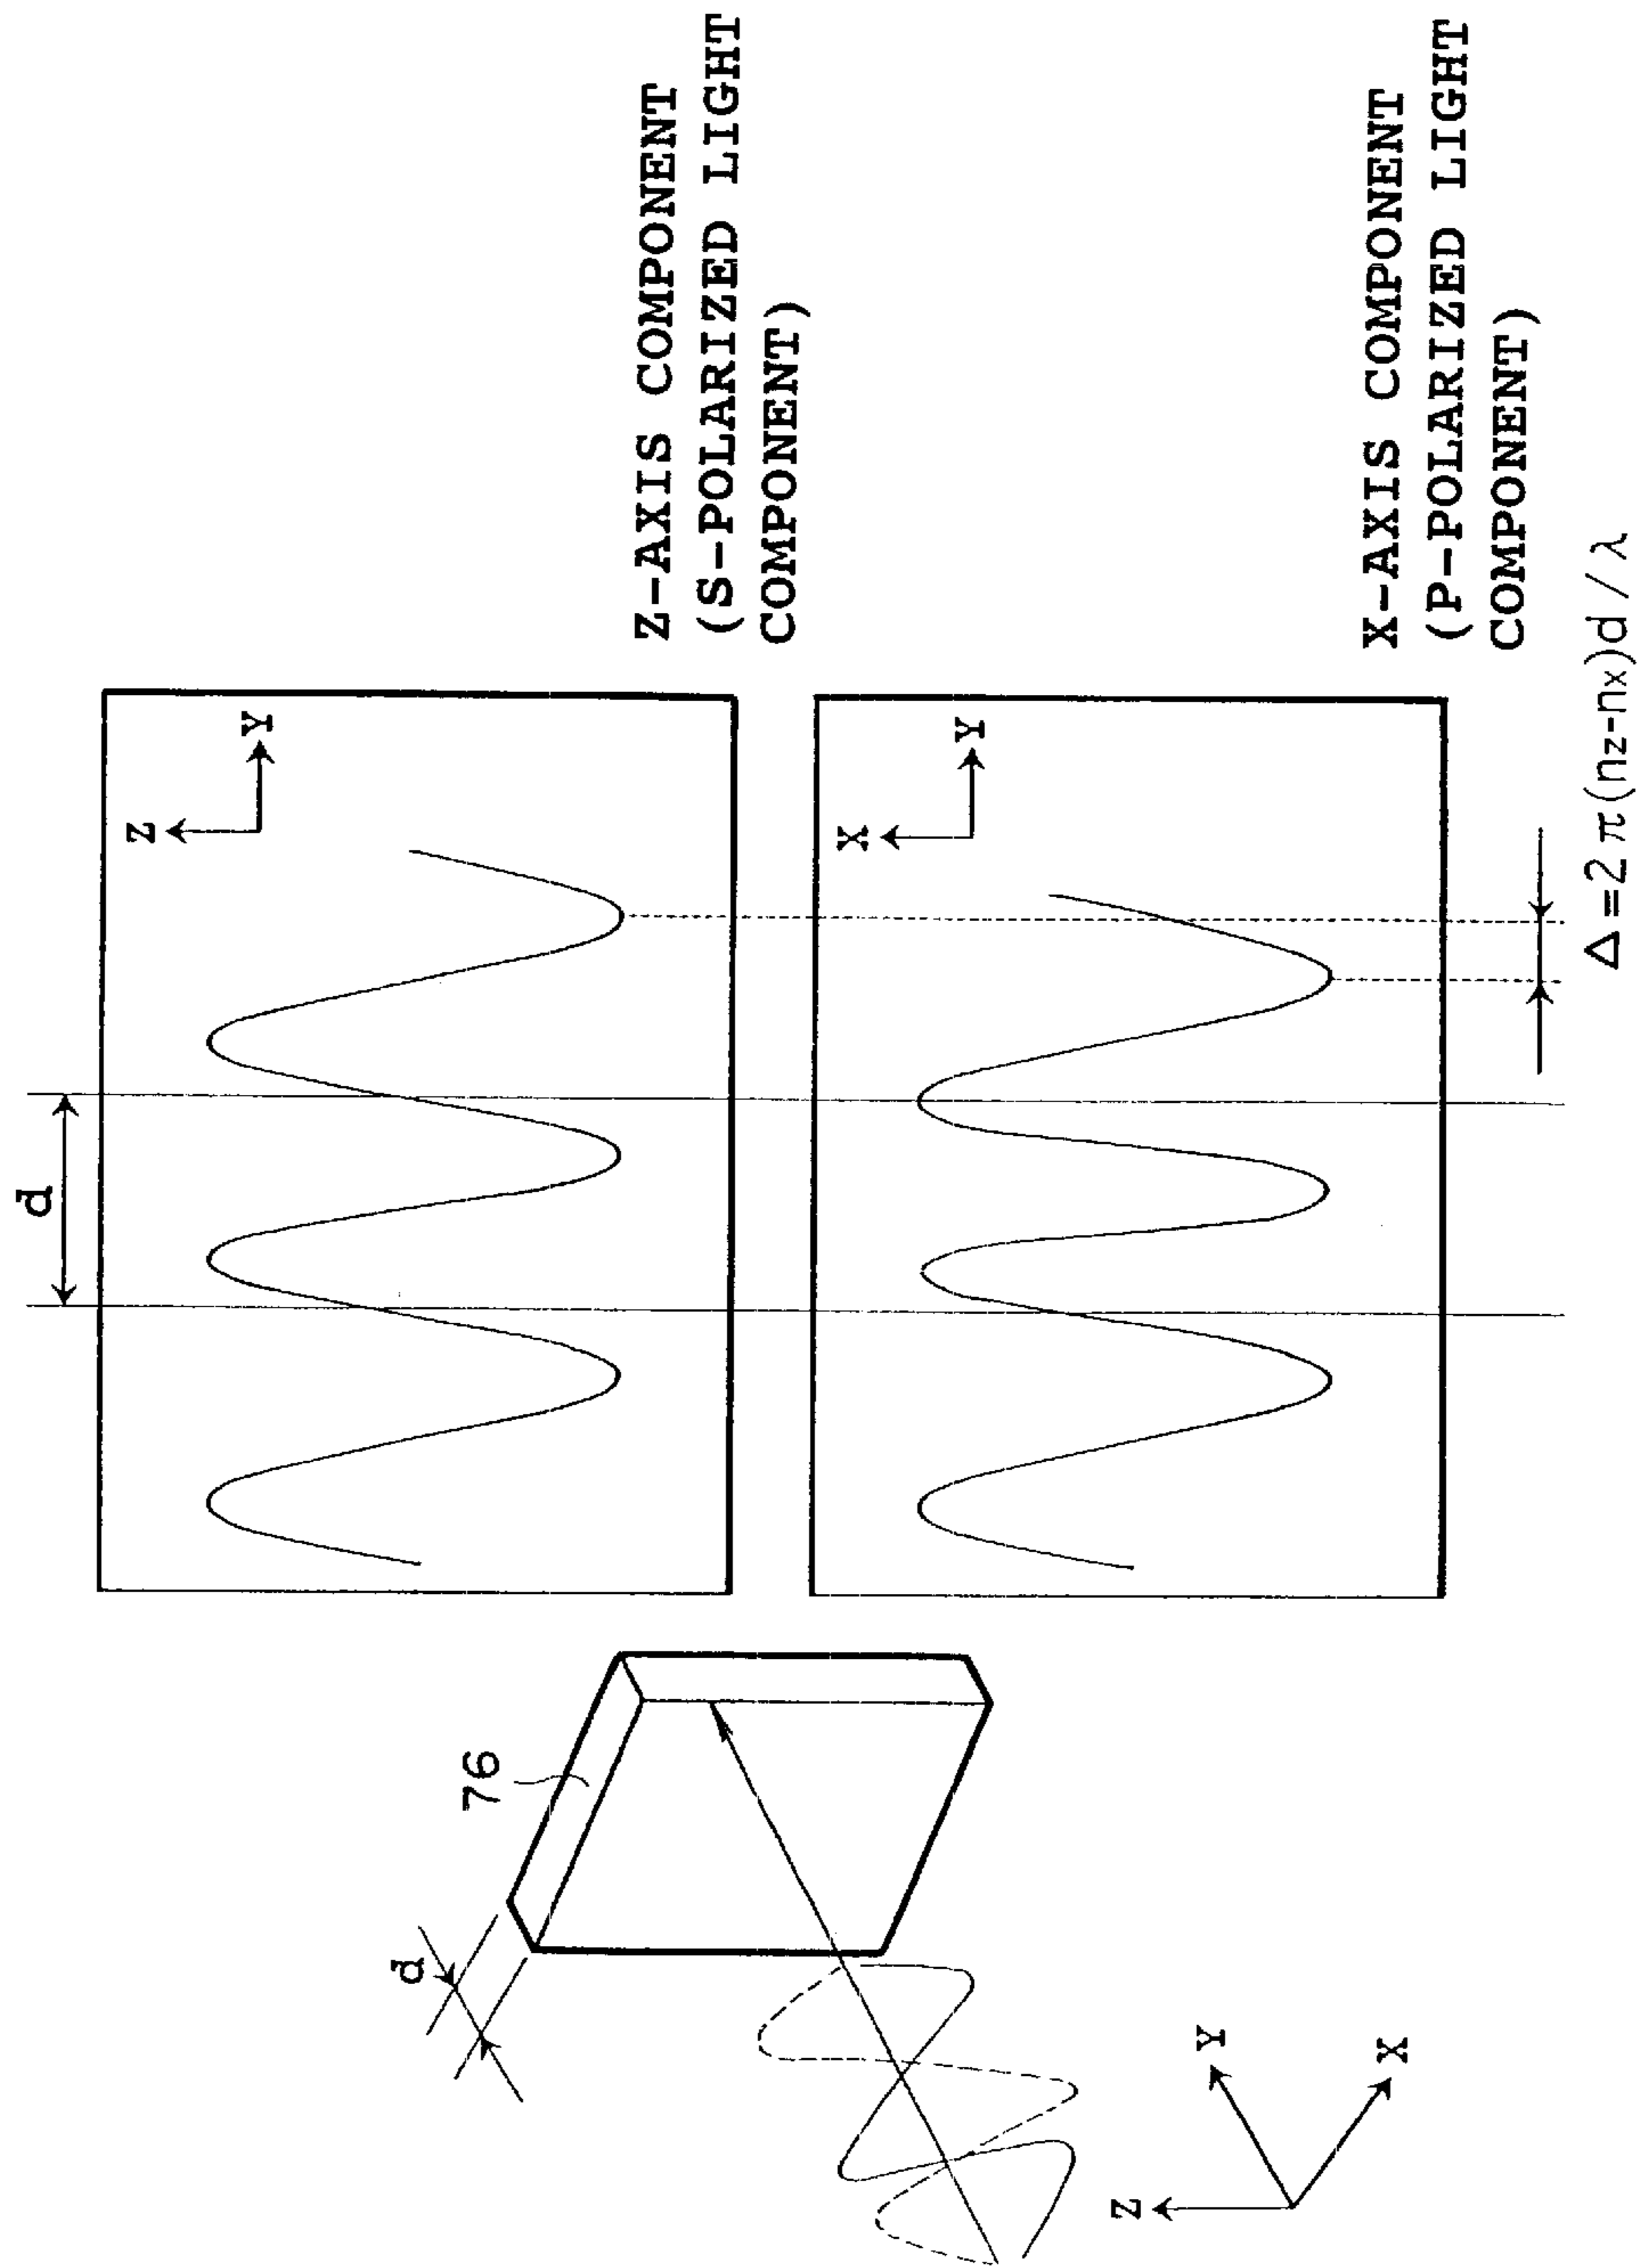 d
Z
Y
Z-AXIS COMPONENT
(S-POLARIZED LIGHT
COMPONENT)
d
76
X
Y
X-AXIS COMPONENT
(P-POLARIZED LIGHT
COMPONENT)
Z
Y
X
Δ=2π(nz-nx)d/λ